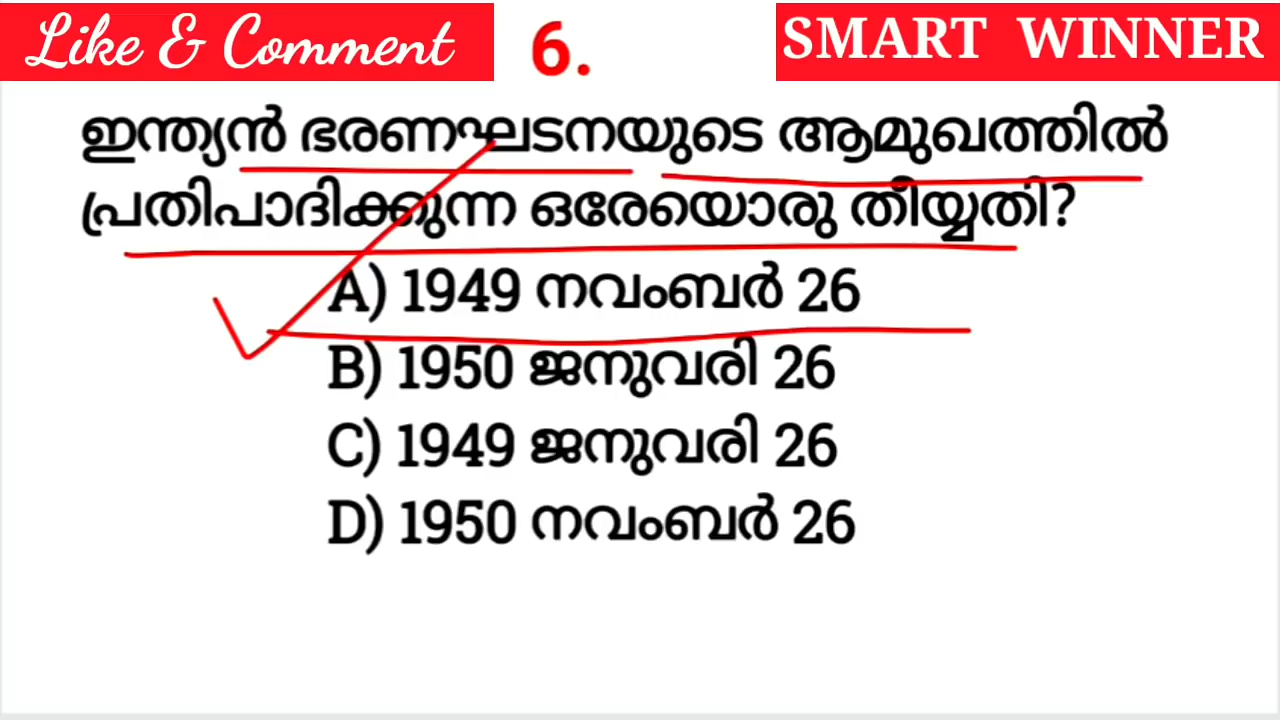 Like & Comment
6.
SMART WINNER
ഇന്ത്യൻ ഭരണഘടനയുടെ ആമുഖത്തിൽ
പ്രതിപാദിക്കുന്ന ഒരേയൊരു തീയ്യതി?
A) 1949 നവംബർ 26
B) 1950 ജനുവരി 26
C) 1949 ജനുവരി 26
D) 1950 നവംബർ 26